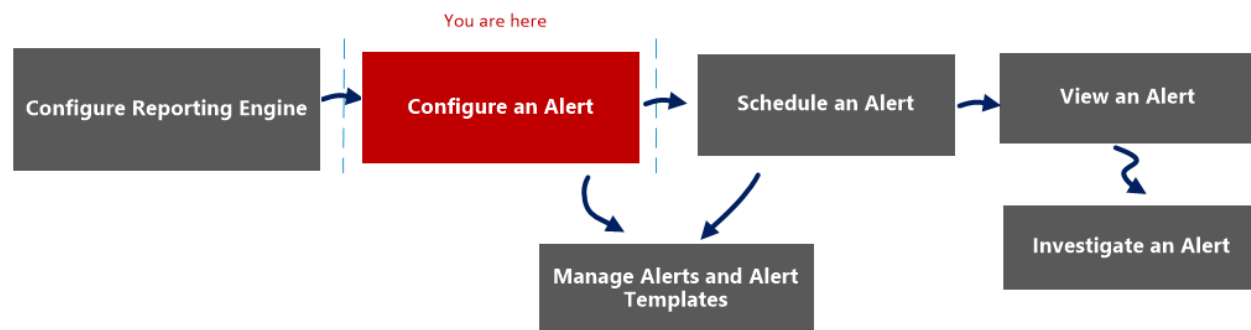 You are here
Configure Reporting Engine
Configure an Alert
Schedule an Alert
View an Alert
Manage Alerts and Alert
Templates
Investigate an Alert